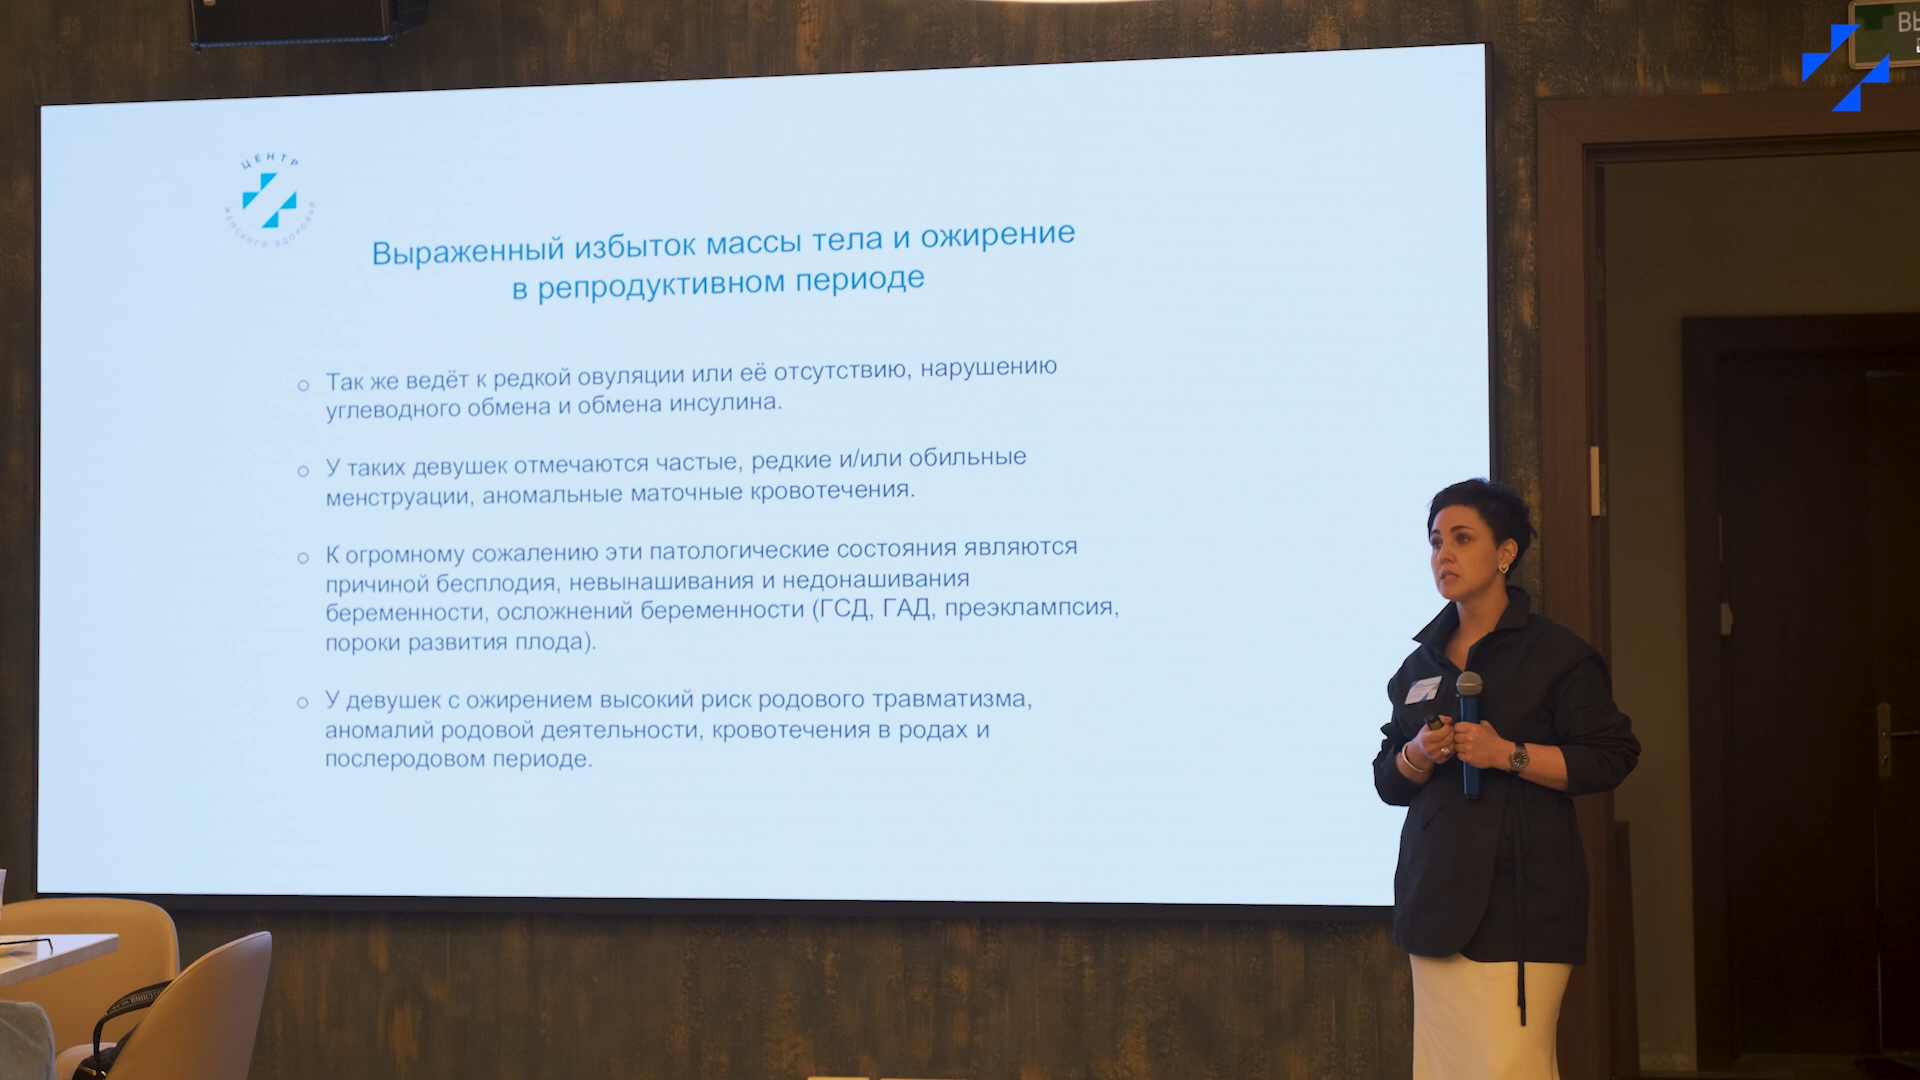 ВЫ
ЦЕНТР
ЖЕНСКОГО ЗДОРОВЬЯ
Выраженный избыток массы тела и ожирение
в репродуктивном периоде
Так же ведёт к редкой овуляции или её отсутствию, нарушению
углеводного обмена и обмена инсулина.
У таких девушек отмечаются частые, редкие и/или обильные
менструации, аномальные маточные кровотечения.
К огромному сожалению эти патологические состояния являются
причиной бесплодия, невынашивания и недонашивания
беременности, осложнений беременности (ГСД, ГАД, преэклампсия,
пороки развития плода).
У девушек с ожирением высокий риск родового травматизма,
аномалий родовой деятельности, кровотечения в родах и
послеродовом периоде.